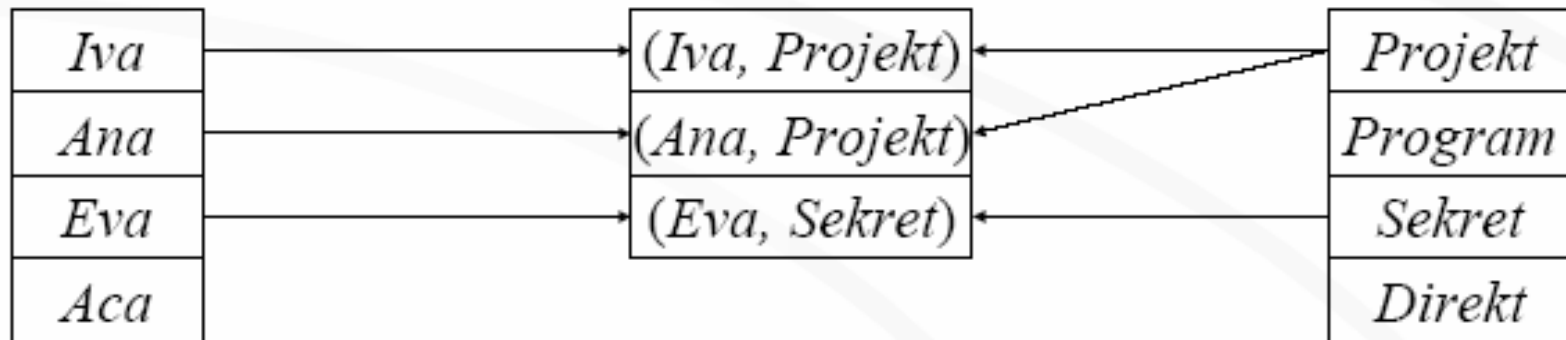 Iva (Iva, Projekt) Projekt
Ana (Ana, Projekt) Program
Eva (Eva, Sekret) Sekret
Aca Direkt